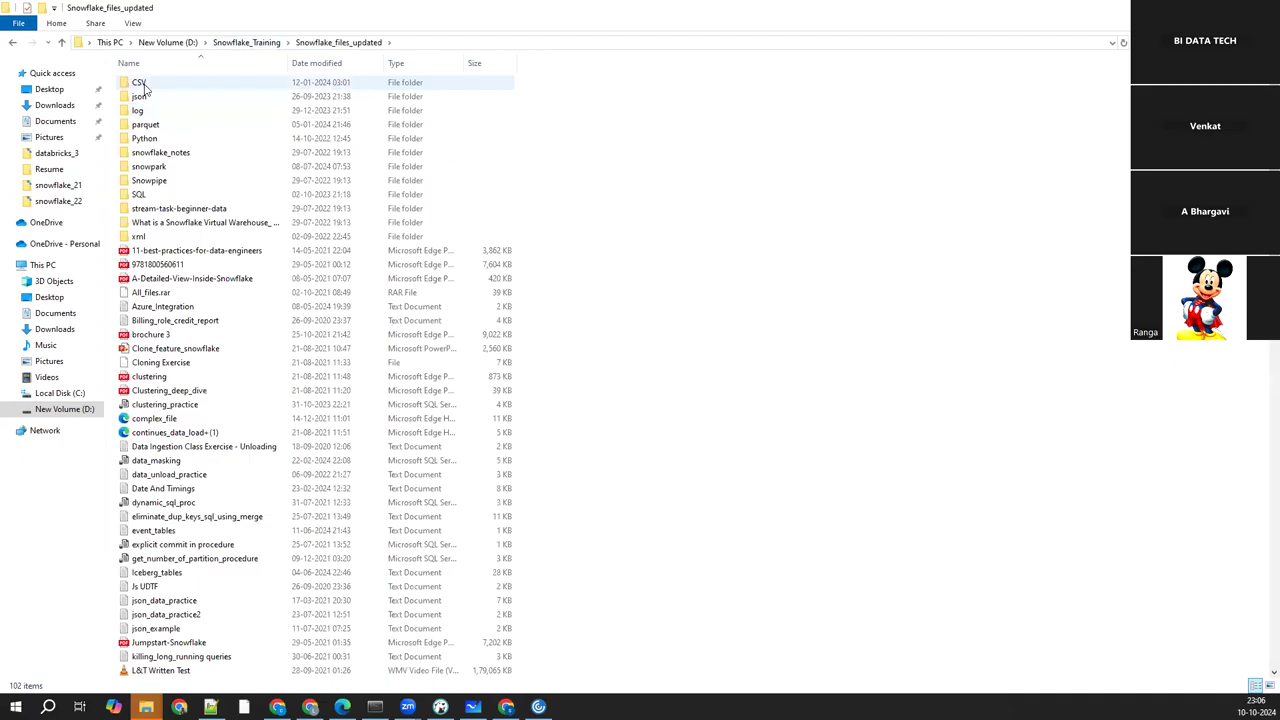 Snowflake_files_updated
File Home Share View
This PC New Volume (D:) Snowflake_Training Snowflake_files_updated
Name Date modified Type Size
Quick access
Desktop
Downloads
Documents
Pictures
databricks_3
Resume
snowflake_21
snowflake_22
OneDrive
OneDrive - Personal
This PC
3D Objects
Desktop
Documents
Downloads
Music
Pictures
Videos
Local Disk (C:)
New Volume (D:)
Network
CSV 12-01-2024 03:01 File folder
json 26-09-2023 21:38 File folder
log 29-12-2023 21:51 File folder
parquet 05-01-2024 21:46 File folder
Python 14-10-2022 12:45 File folder
snowflake_notes 29-07-2022 19:13 File folder
snowpark 08-07-2024 07:53 File folder
Snowpipe 29-07-2022 19:13 File folder
SQL 02-10-2023 21:18 File folder
stream-task-beginner-data 29-07-2022 19:13 File folder
What is a Snowflake Virtual Warehouse_ ... 29-07-2022 19:13 File folder
xml 02-09-2022 22:45 File folder
11-best-practices-for-data-engineers 14-05-2021 22:04 Microsoft Edge P... 3,862 KB
9781800560611 29-05-2021 00:12 Microsoft Edge P... 7,604 KB
A-Detailed-View-Inside-Snowflake 08-05-2021 07:07 Microsoft Edge P... 420 KB
All_files.rar 02-10-2021 08:49 RAR File 39 KB
Azure_Integration 08-05-2024 19:39 Text Document 2 KB
Billing_role_credit_report 26-09-2020 23:37 Text Document 4 KB
brochure 3 25-10-2021 21:42 Microsoft Edge P... 9,022 KB
Clone_feature_snowflake 21-08-2021 10:47 Microsoft PowerP... 2,560 KB
Cloning Exercise 21-08-2021 11:33 File 7 KB
clustering 21-08-2021 11:48 Microsoft Edge P... 873 KB
Clustering_deep_dive 21-08-2021 11:20 Microsoft Edge P... 39 KB
clustering_practice 31-10-2023 22:21 Microsoft SQL Ser... 4 KB
complex_file 14-12-2021 11:01 Microsoft Edge H... 11 KB
continues_data_load+(1) 21-08-2021 11:51 Microsoft Edge H... 2 KB
Data Ingestion Class Exercise - Unloading 18-09-2020 12:06 Text Document 2 KB
data_masking 22-02-2024 22:08 Microsoft SQL Ser... 5 KB
data_unload_practice 06-09-2022 21:27 Text Document 2 KB
Date And Timings 23-02-2024 12:32 Text Document 8 KB
dynamic_sql_proc 31-07-2021 12:33 Microsoft SQL Ser... 3 KB
eliminate_dup_keys_sql_using_merge 25-07-2021 13:49 Text Document 11 KB
event_tables 11-06-2024 21:43 Text Document 1 KB
explicit commit in procedure 25-07-2021 13:52 Microsoft SQL Ser... 1 KB
get_number_of_partition_procedure 09-12-2021 03:20 Microsoft SQL Ser... 3 KB
Iceberg_tables 04-06-2024 22:46 Text Document 28 KB
Js UDTF 26-09-2020 23:36 Text Document 2 KB
json_data_practice 17-03-2021 20:30 Text Document 7 KB
json_data_practice2 23-07-2021 12:51 Text Document 2 KB
json_example 11-07-2021 07:25 Text Document 1 KB
Jumpstart-Snowflake 29-05-2021 01:35 Microsoft Edge P... 7,202 KB
killing_long_running queries 30-06-2021 00:31 Text Document 3 KB
L&T Written Test 28-09-2021 01:26 WMV Video File (V... 1,79,065 KB
102 items
BI DATA TECH
Venkat
A Bhargavi
Ranga
23:06
10-10-2024